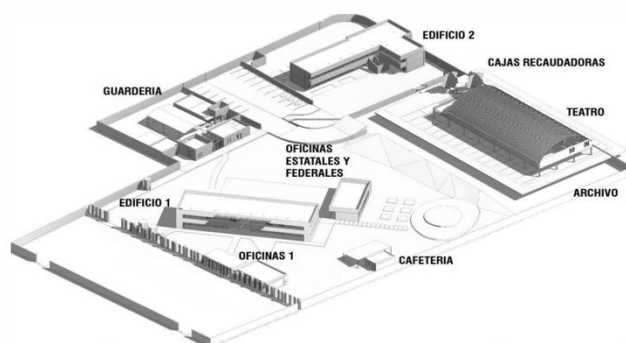 EDIFICIO 2
CAJAS RECAUDADORAS
GUARDERIA
TEATRO
OFICINAS
ESTATALES Y
FEDERALES
ARCHIVO
EDIFICIO 1
OFICINAS 1
CAFETERIA